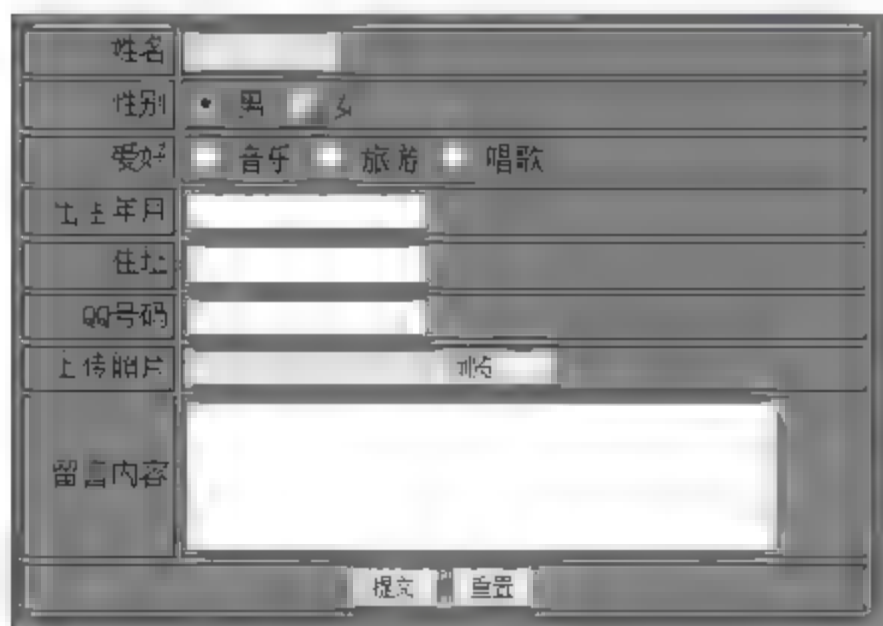 姓名
性别 男 女
爱好 音乐 旅游 唱歌
出生年月
住址
QQ号码
上传照片
留言内容
提交 重置